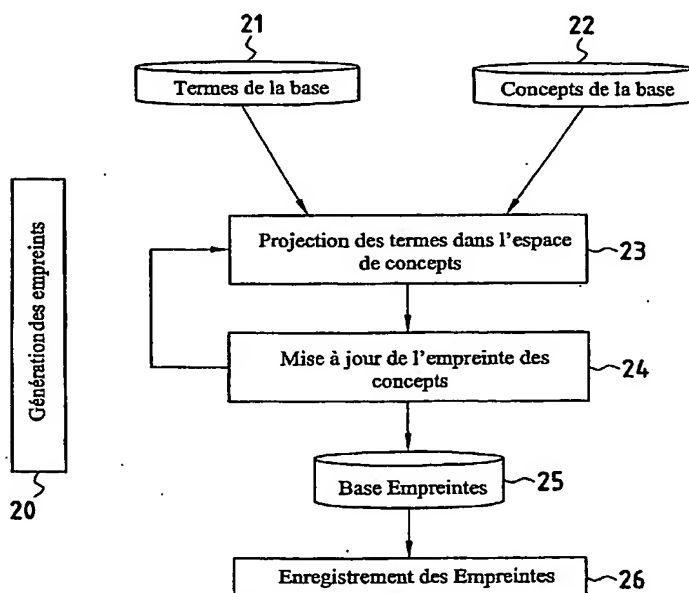 21
22
Termes de la base
Concepts de la base
Génération des empreints
20
Projection des termes dans l'espace
de concepts
23
Mise à jour de l'empreinte des
concepts
24
Base Empreintes
25
Enregistrement des Empreintes
26